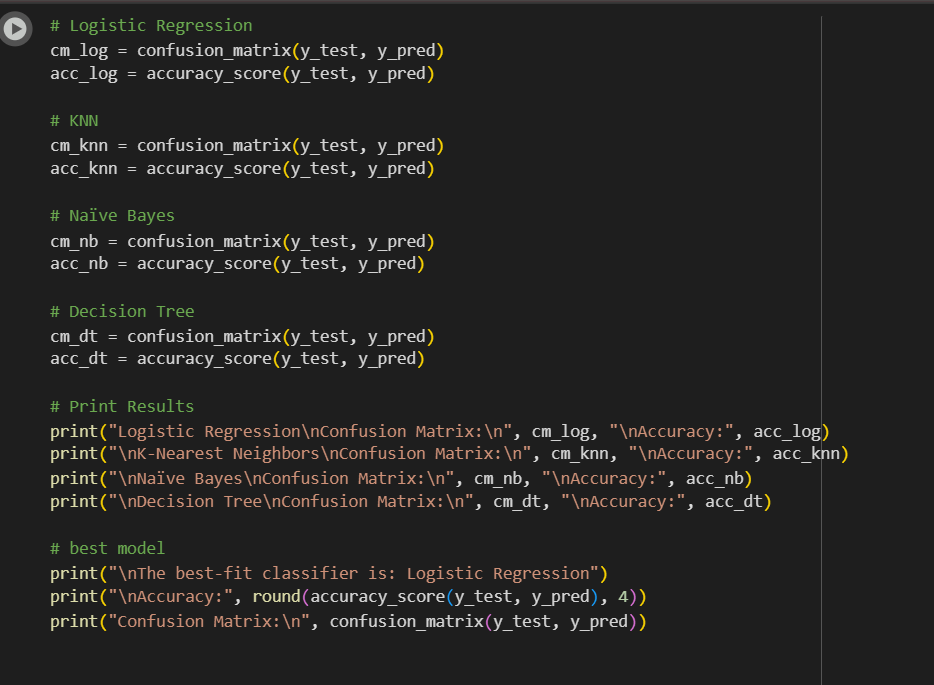 # Logistic Regression
cm_log = confusion_matrix(y_test, y_pred)
acc_log = accuracy_score(y_test, y_pred)
# KNN
cm_knn = confusion_matrix(y_test, y_pred)
acc_knn = accuracy_score(y_test, y_pred)
# Naïve Bayes
cm_nb = confusion_matrix(y_test, y_pred)
acc_nb = accuracy_score(y_test, y_pred)
# Decision Tree
cm_dt = confusion_matrix(y_test, y_pred)
acc_dt = accuracy_score(y_test, y_pred)
# Print Results
print("Logistic Regression\nConfusion Matrix:\n", cm_log, "\nAccuracy:", acc_log)
print("\nK-Nearest Neighbors\nConfusion Matrix:\n", cm_knn, "\nAccuracy:", acc_knn)
print("\nNaïve Bayes\nConfusion Matrix:\n", cm_nb, "\nAccuracy:", acc_nb)
print("\nDecision Tree\nConfusion Matrix:\n", cm_dt, "\nAccuracy:", acc_dt)
# best model
print("\nThe best-fit classifier is: Logistic Regression")
print("\nAccuracy:", round(accuracy_score(y_test, y_pred), 4))
print("Confusion Matrix:\n", confusion_matrix(y_test, y_pred))